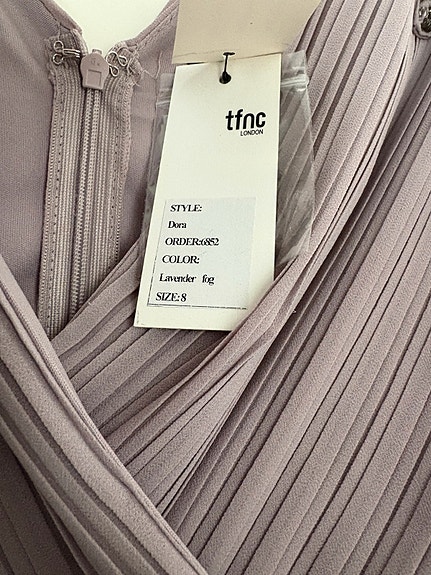 tfnc
LONDON
STYLE:
Dora
ORDER:6852
COLOR:
Lavender fog
SIZE: 8